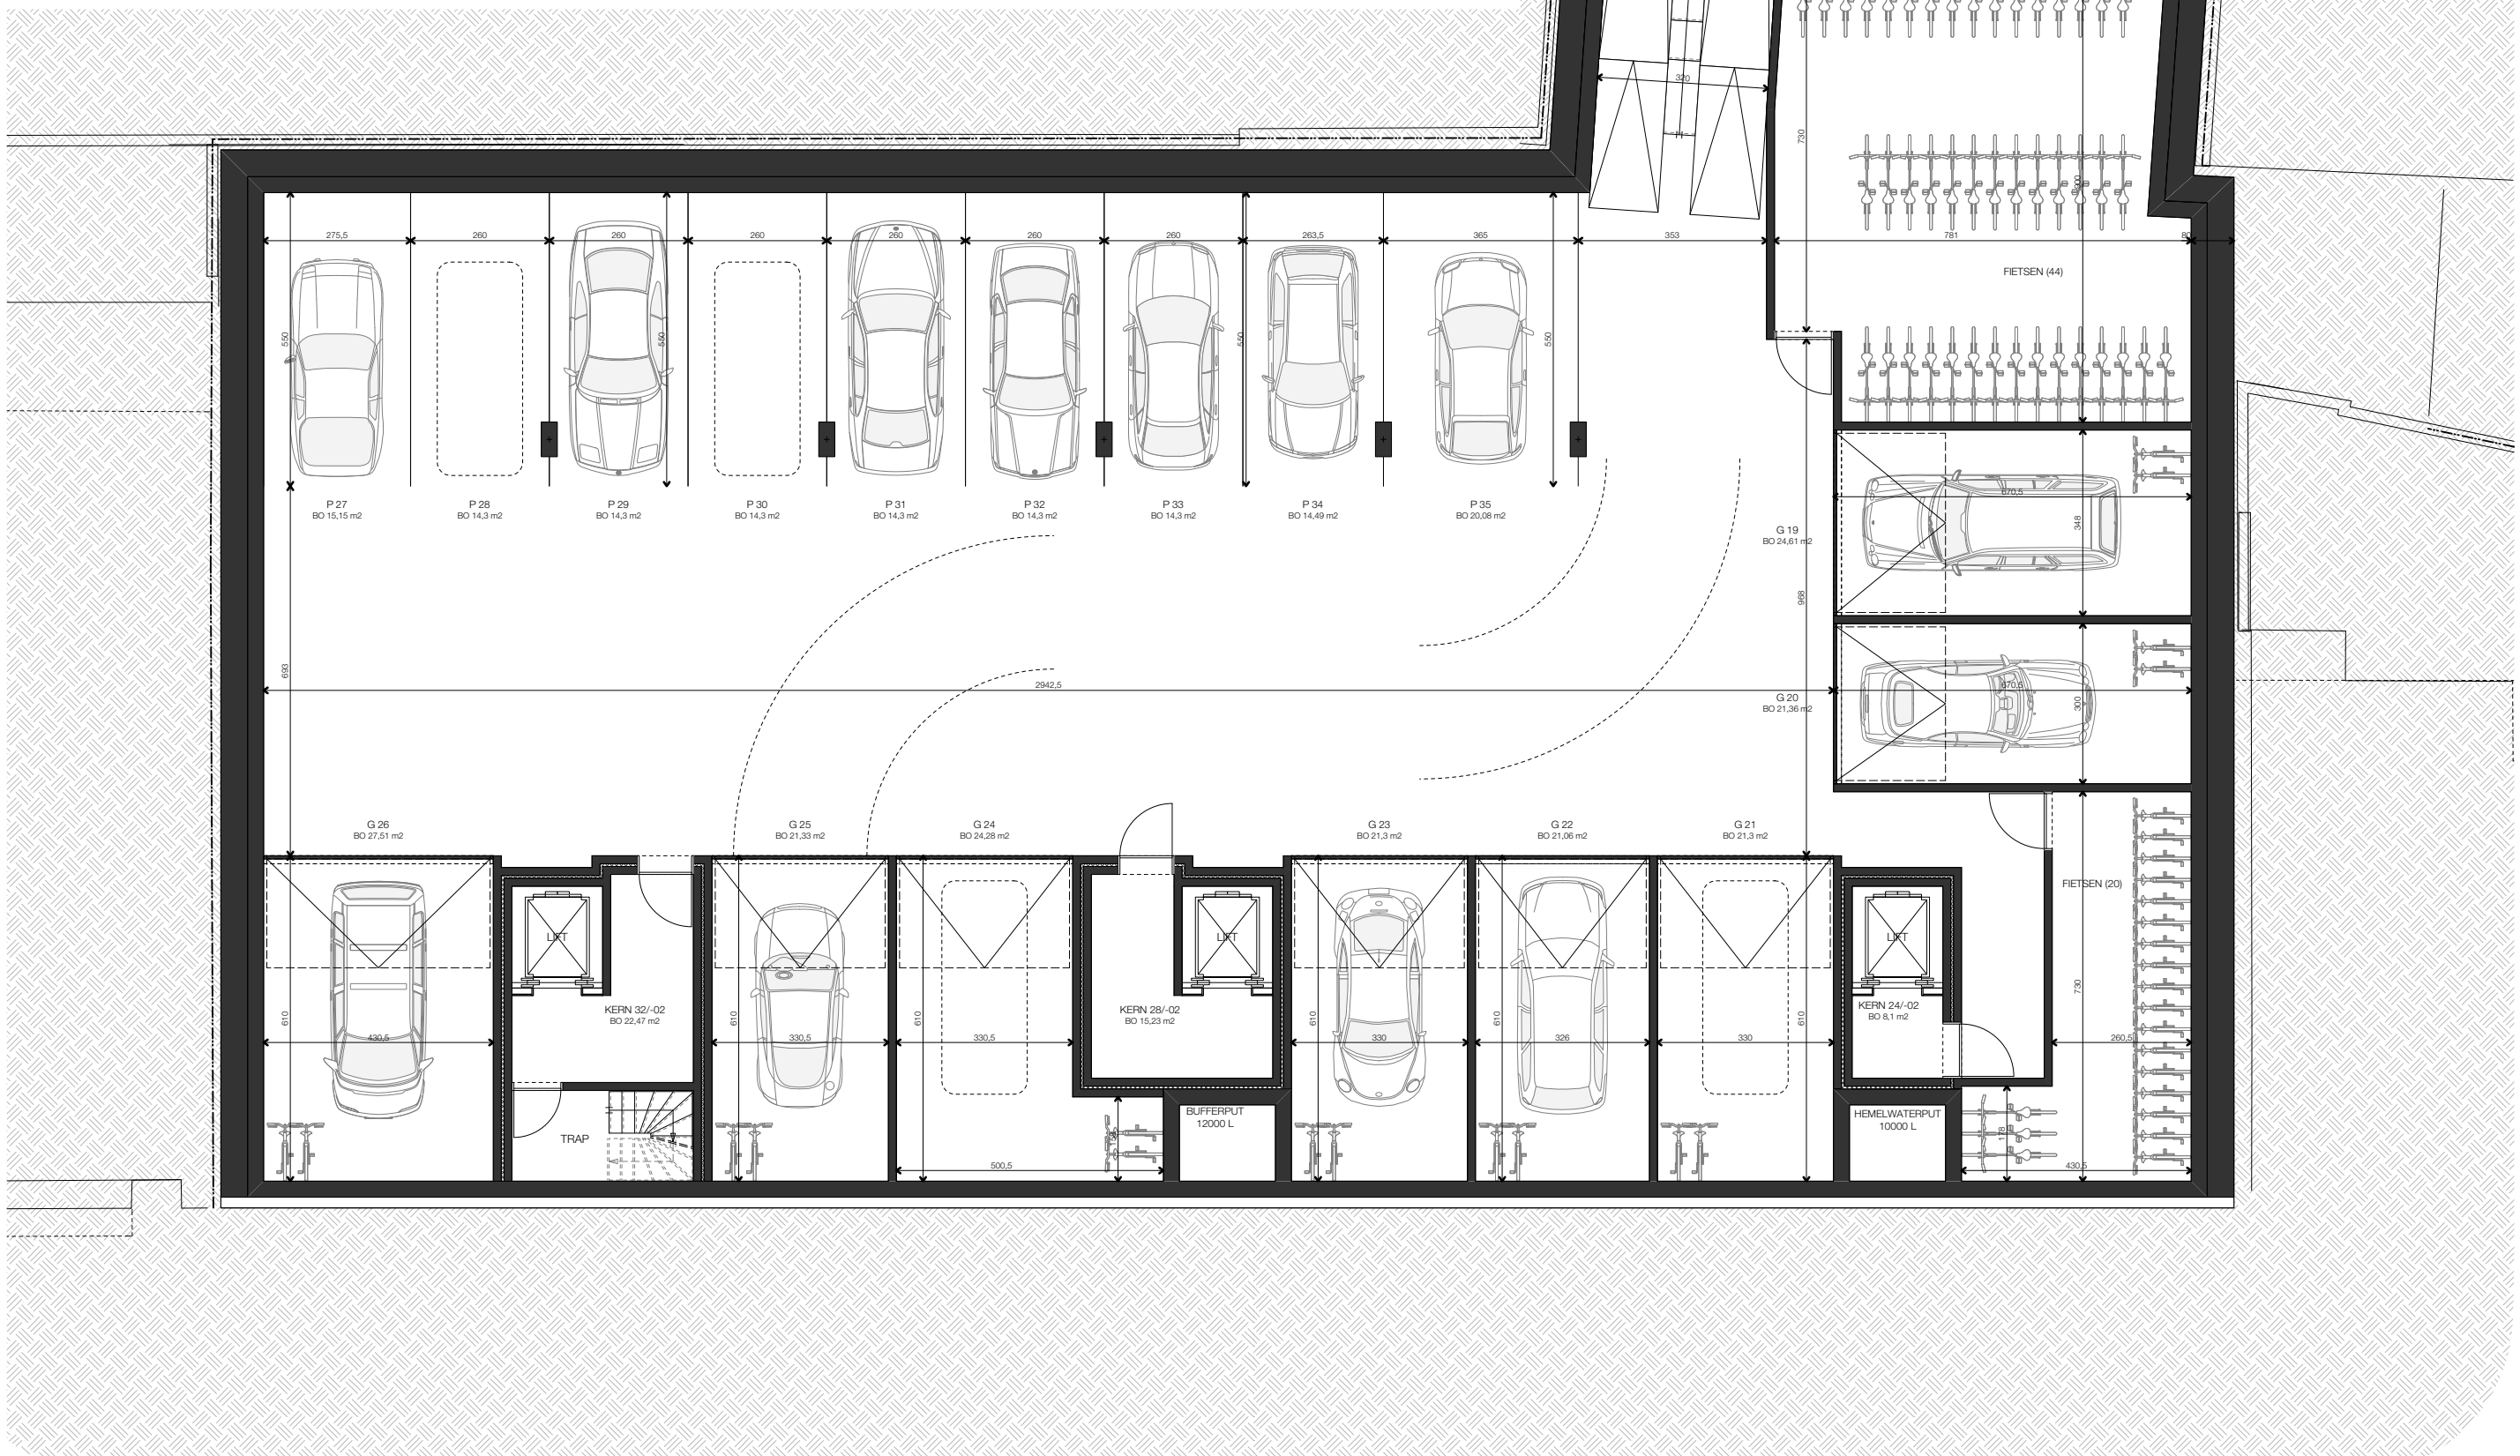 320
730
900
275,5
260
260
260
260
260
260
263,5
365
353
781
80
FIETSEN (44)
550
550
550
550
P 27
BO 15,15 m2
P 28
BO 14,3 m2
P 29
BO 14,3 m2
P 30
BO 14,3 m2
P 31
BO 14,3 m2
P 32
BO 14,3 m2
P 33
BO 14,3 m2
P 34
BO 14,49 m2
P 35
BO 20,08 m2
670,5
348
G 19
BO 24,61 m2
968
693
2942,5
670,5
300
G 20
BO 21,36 m2
G 26
BO 27,51 m2
G 25
BO 21,33 m2
G 24
BO 24,28 m2
G 23
BO 21,3 m2
G 22
BO 21,06 m2
G 21
BO 21,3 m2
FIETSEN (20)
LIFT
LIFT
LIFT
KERN 32/-02
BO 22,47 m2
KERN 28/-02
BO 15,23 m2
KERN 24/-02
BO 8,1 m2
610
610
610
610
610
610
730
430,5
330,5
330,5
330
326
330
260,5
TRAP
BUFFERPUT
12000 L
HEMELWATERPUT
10000 L
178
500,5
430,5